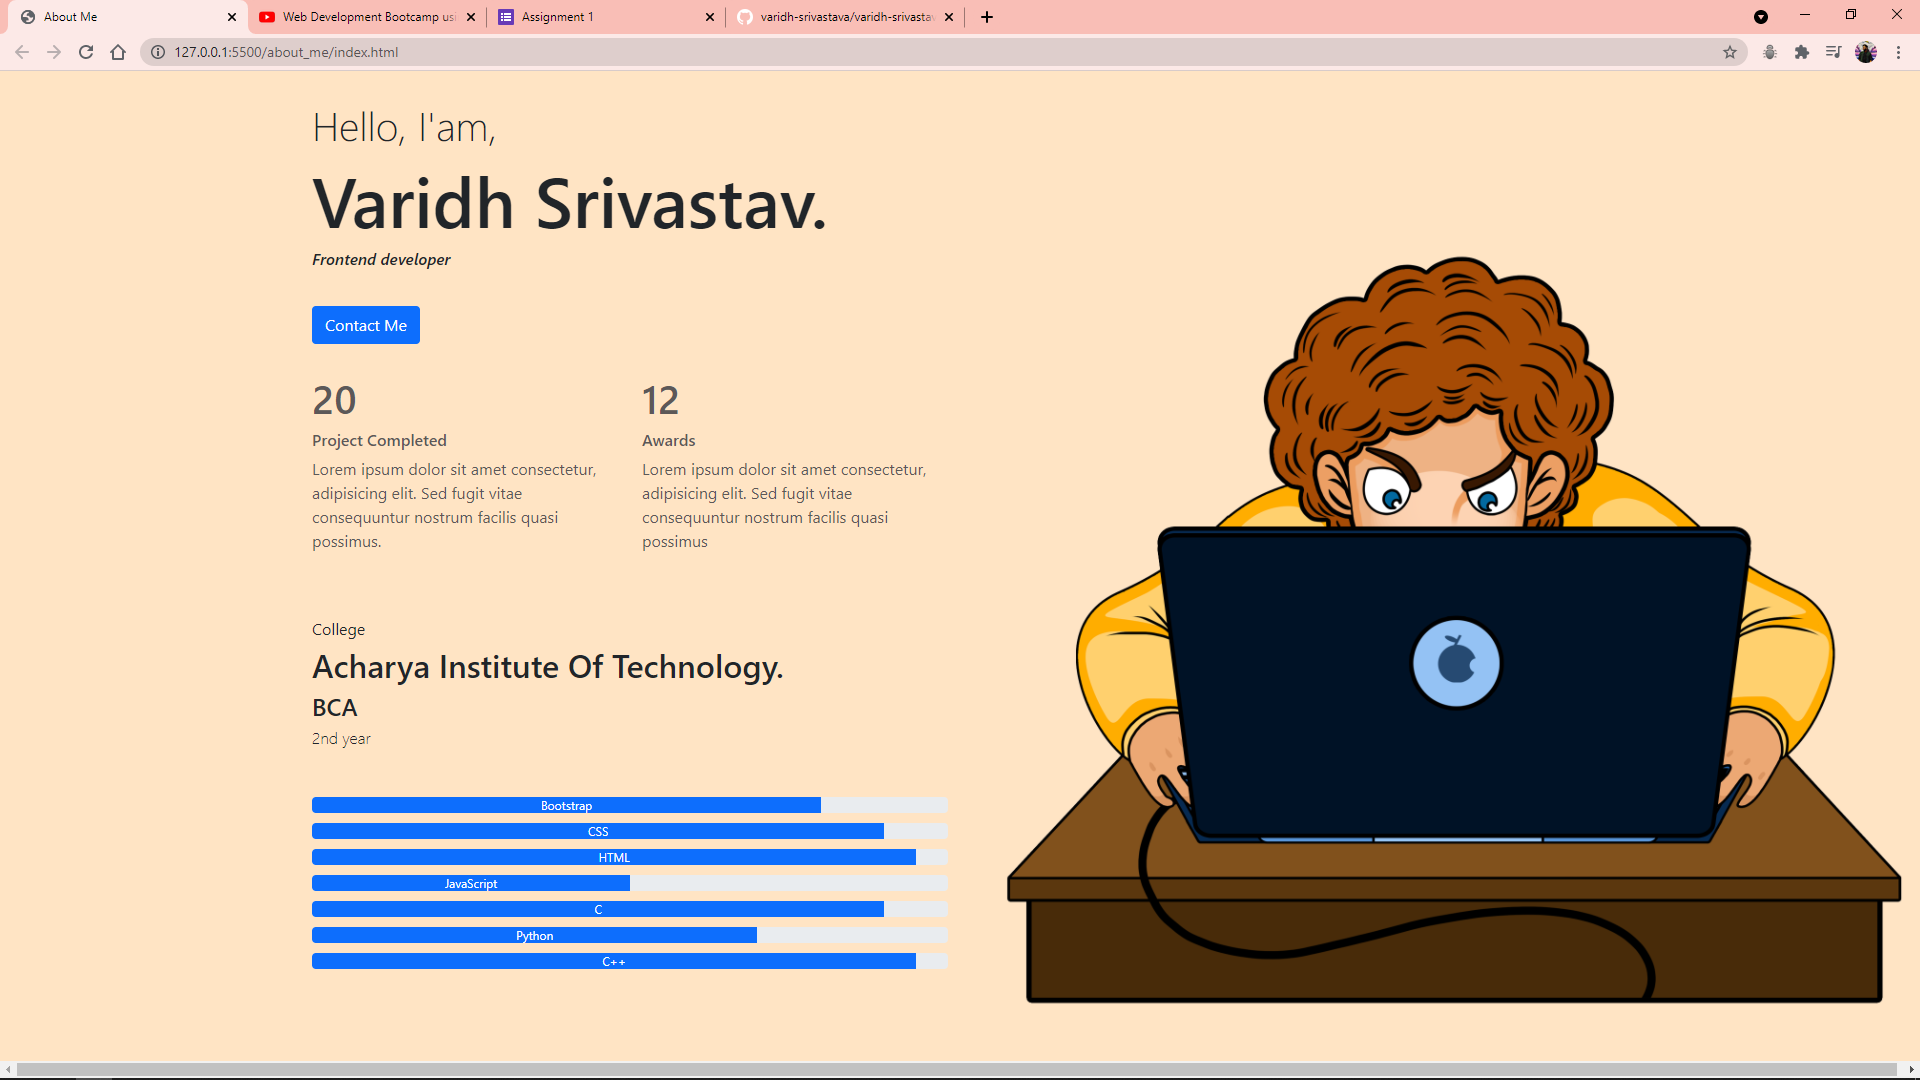 About Me
Web Development Bootcamp usi
Assignment 1
varidh-srivastava/varidh-srivastav
127.0.0.1:5500/about_me/index.html
Hello, I'am,
Varidh Srivastav.
Frontend developer
Contact Me
20
Project Completed
Lorem ipsum dolor sit amet consectetur,
adipisicing elit. Sed fugit vitae
consequuntur nostrum facilis quasi
possimus.
12
Awards
Lorem ipsum dolor sit amet consectetur,
adipisicing elit. Sed fugit vitae
consequuntur nostrum facilis quasi
possimus
College
Acharya Institute Of Technology.
BCA
2nd year
Bootstrap
CSS
HTML
JavaScript
C
Python
C++